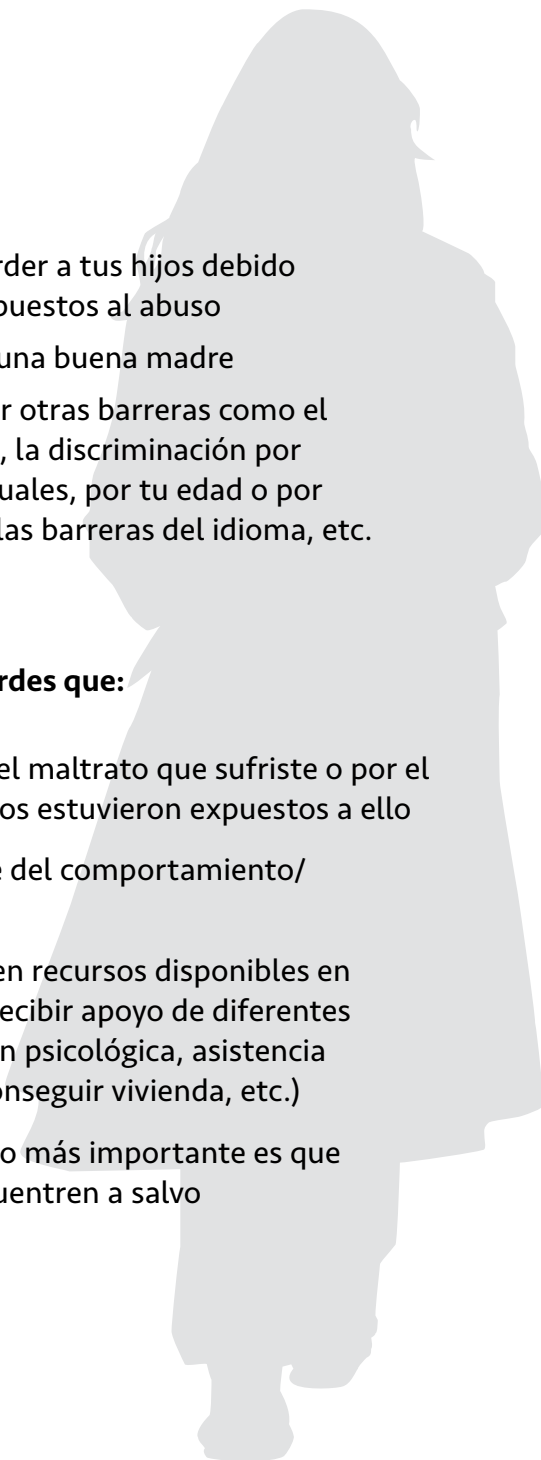 rder a tus hijos debido
puestos al abuso
una buena madre
r otras barreras como el
, la discriminación por
uales, por tu edad o por
las barreras del idioma, etc.
rdes que:
el maltrato que sufriste o por el
os estuvieron expuestos a ello
e del comportamiento/
en recursos disponibles en
ecibir apoyo de diferentes
n psicológica, asistencia
onseguir vivienda, etc.)
o más importante es que
uentren a salvo